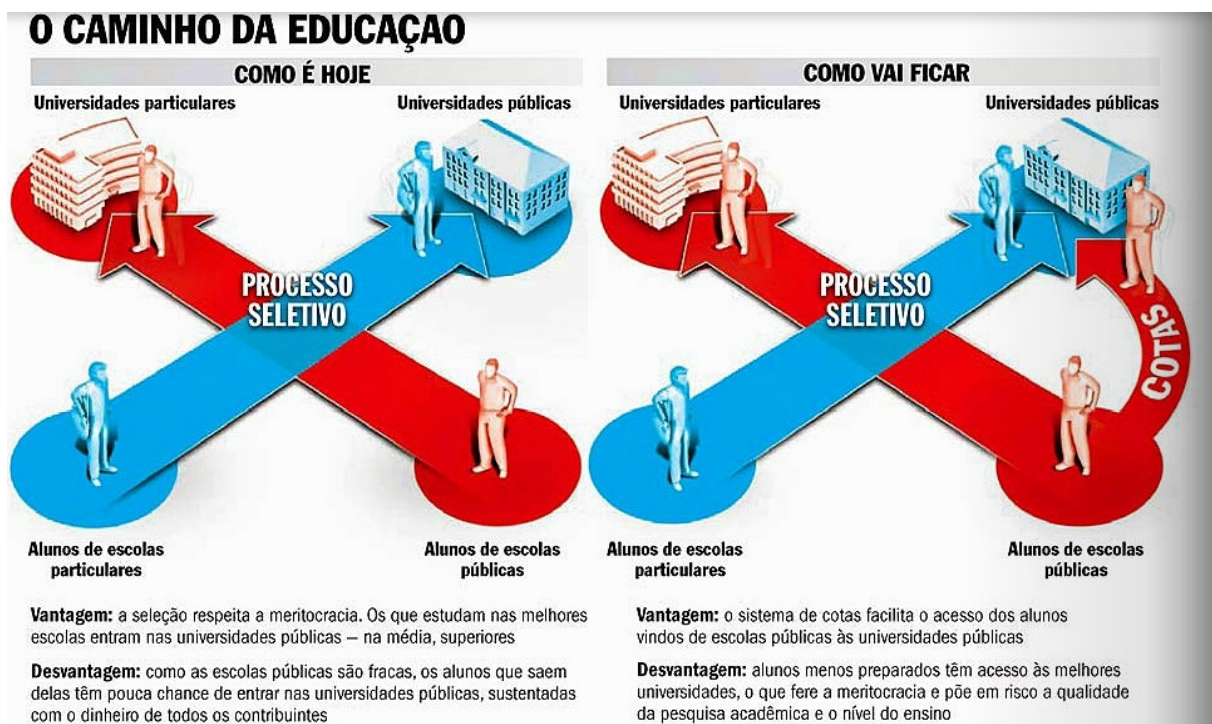 O CAMINHO DA EDUCAÇÃO
COMO É HOJE
Universidades particulares
Universidades públicas
PROCESSO
SELETIVO
Alunos de escolas
particulares
Alunos de escolas
públicas
Vantagem: a seleção respeita a meritocracia. Os que estudam nas melhores
escolas entram nas universidades públicas — na média, superiores
Desvantagem: como as escolas públicas são fracas, os alunos que saem
delas têm pouca chance de entrar nas universidades públicas, sustentadas
com o dinheiro de todos os contribuintes
COMO VAI FICAR
Universidades particulares
Universidades públicas
PROCESSO
SELETIVO
COTAS
Alunos de escolas
particulares
Alunos de escolas
públicas
Vantagem: o sistema de cotas facilita o acesso dos alunos
vindos de escolas públicas às universidades públicas
Desvantagem: alunos menos preparados têm acesso às melhores
universidades, o que fere a meritocracia e põe em risco a qualidade
da pesquisa acadêmica e o nível do ensino